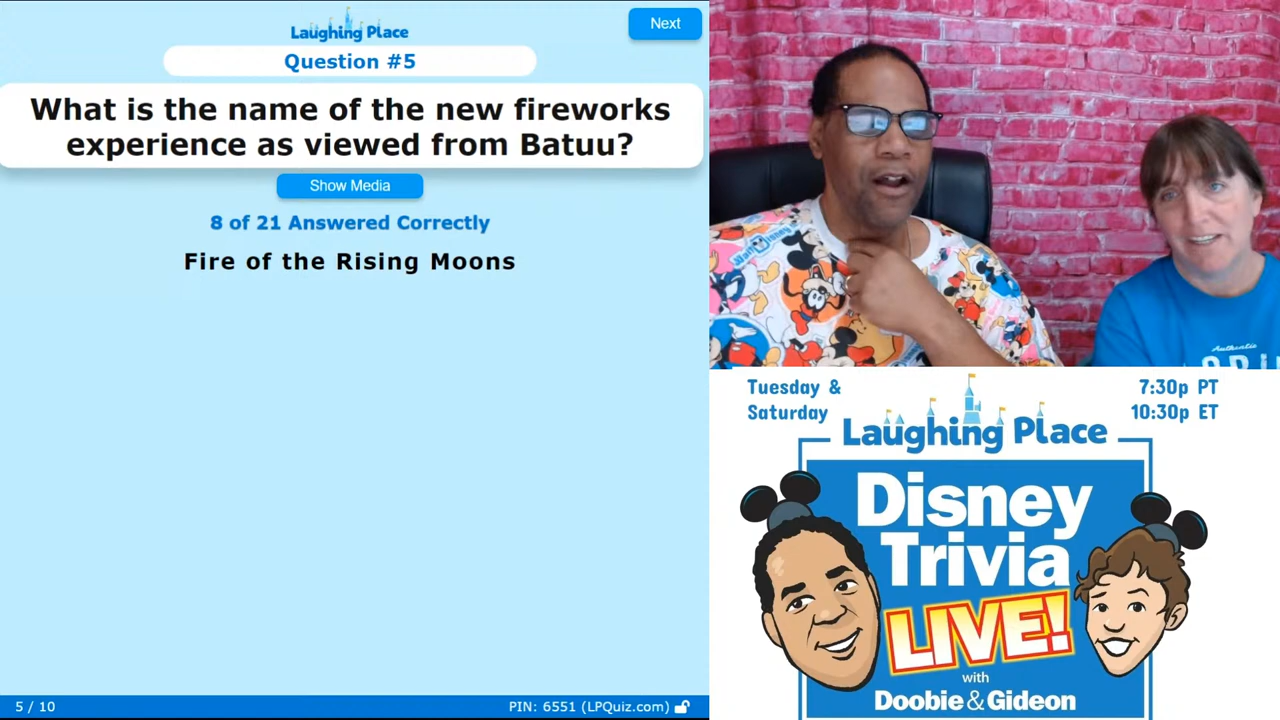 Laughing Place
Next
Question #5
What is the name of the new fireworks
experience as viewed from Batuu?
Show Media
8 of 21 Answered Correctly
Fire of the Rising Moons
5 / 10
PIN: 6551 (LPQuiz.com)
Authentic
Tuesday &
Saturday
7:30p PT
10:30p ET
Laughing Place
Disney
Trivia
LIVE!
with
Doobie & Gideon